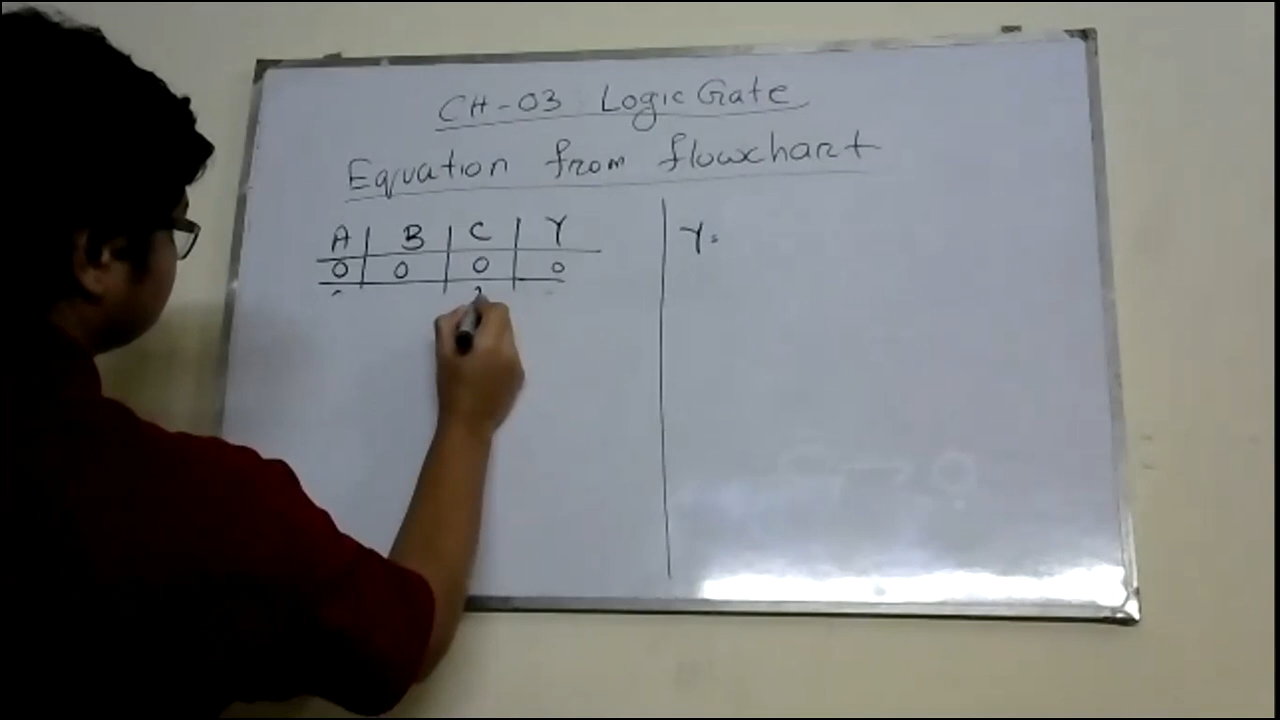 CH-03 Logic Gate
Equation from flowchart
A B C Y
0 0 0 0
Y=